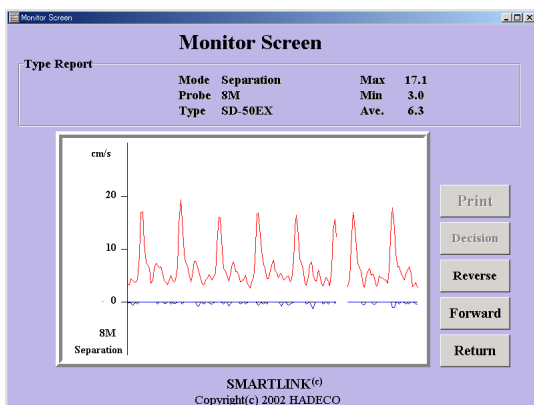 Monitor Screen
Monitor Screen
Type Report
Mode Separation Max 17.1
Probe 8M Min 3.0
Type SD-50EX Ave. 6.3
cm/s
20
10
0
8M
Separation
Print
Decision
Reverse
Forward
Return
SMARTLINK(c)
Copyright(c) 2002 HADECO